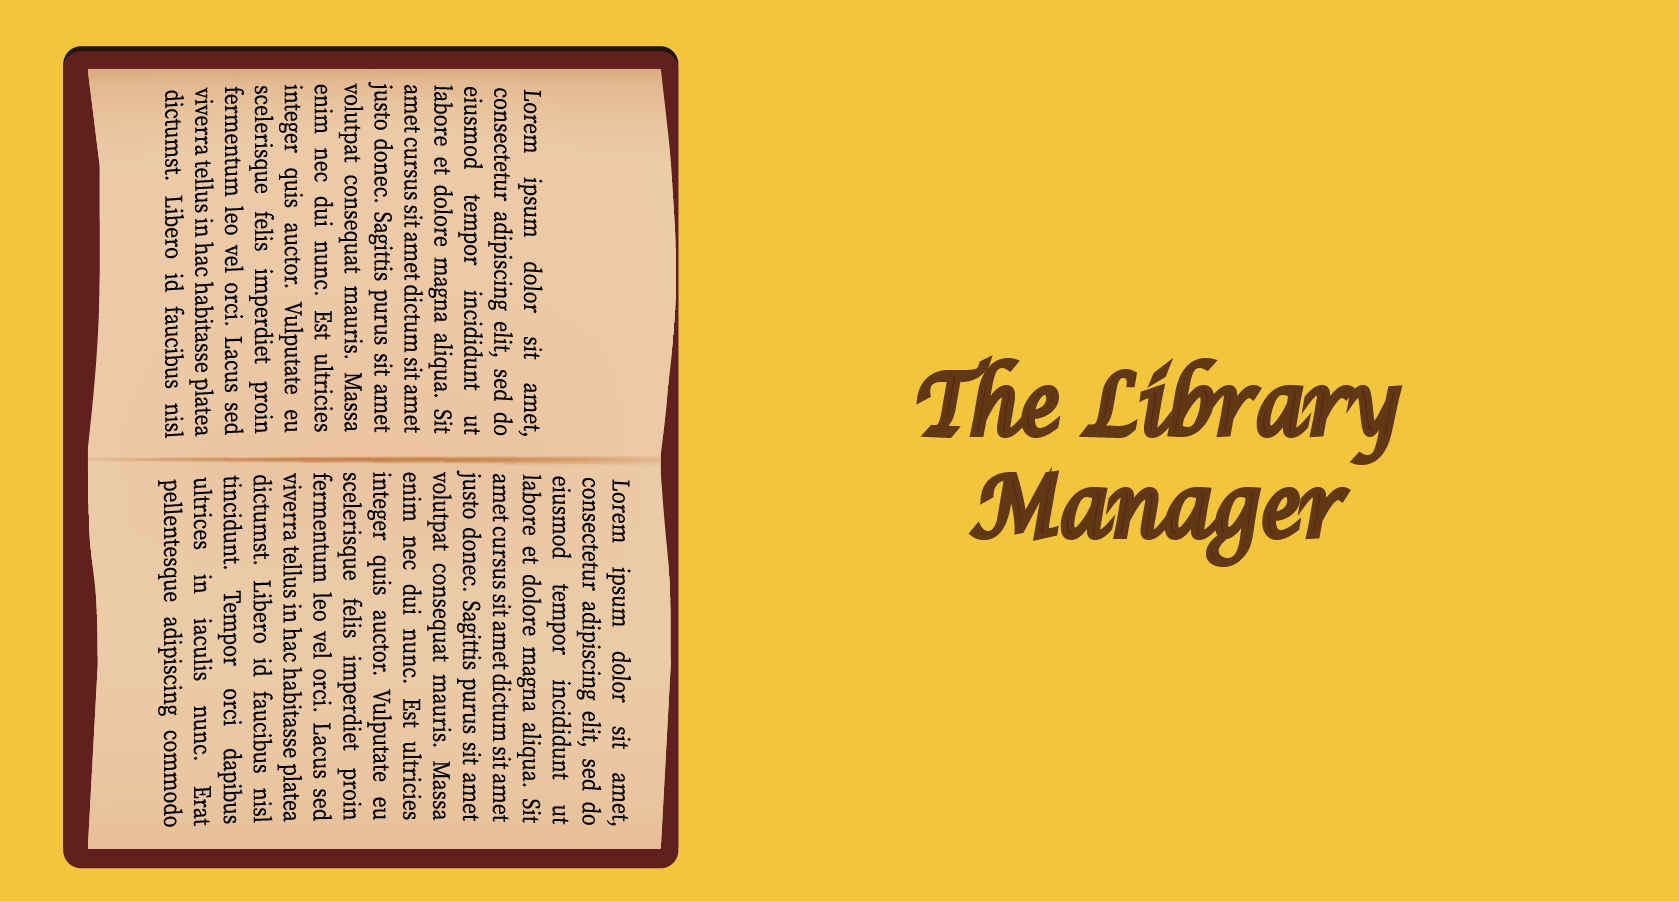 Lorem ipsum dolor sit amet,
consectetur adipiscing elit, sed do
eiusmod tempor incididunt ut
labore et dolore magna aliqua. Sit
amet cursus sit amet dictum sit amet
justo donec. Sagittis purus sit amet
volutpat consequat mauris. Massa
enim nec dui nunc. Est ultricies
integer quis auctor. Vulputate eu
scelerisque felis imperdiet proin
fermentum leo vel orci. Lacus sed
viverra tellus in hac habitasse platea
dictumst. Libero id faucibus nisl
Lorem ipsum dolor sit amet,
consectetur adipiscing elit, sed do
eiusmod tempor incididunt ut
labore et dolore magna aliqua. Sit
amet cursus sit amet dictum sit amet
justo donec. Sagittis purus sit amet
volutpat consequat mauris. Massa
enim nec dui nunc. Est ultricies
integer quis auctor. Vulputate eu
scelerisque felis imperdiet proin
fermentum leo vel orci. Lacus sed
viverra tellus in hac habitasse platea
dictumst. Libero id faucibus nisl
tincidunt. Tempor orci dapibus
ultrices in iaculis nunc. Erat
pellentesque adipiscing commodo
The Library
Manager